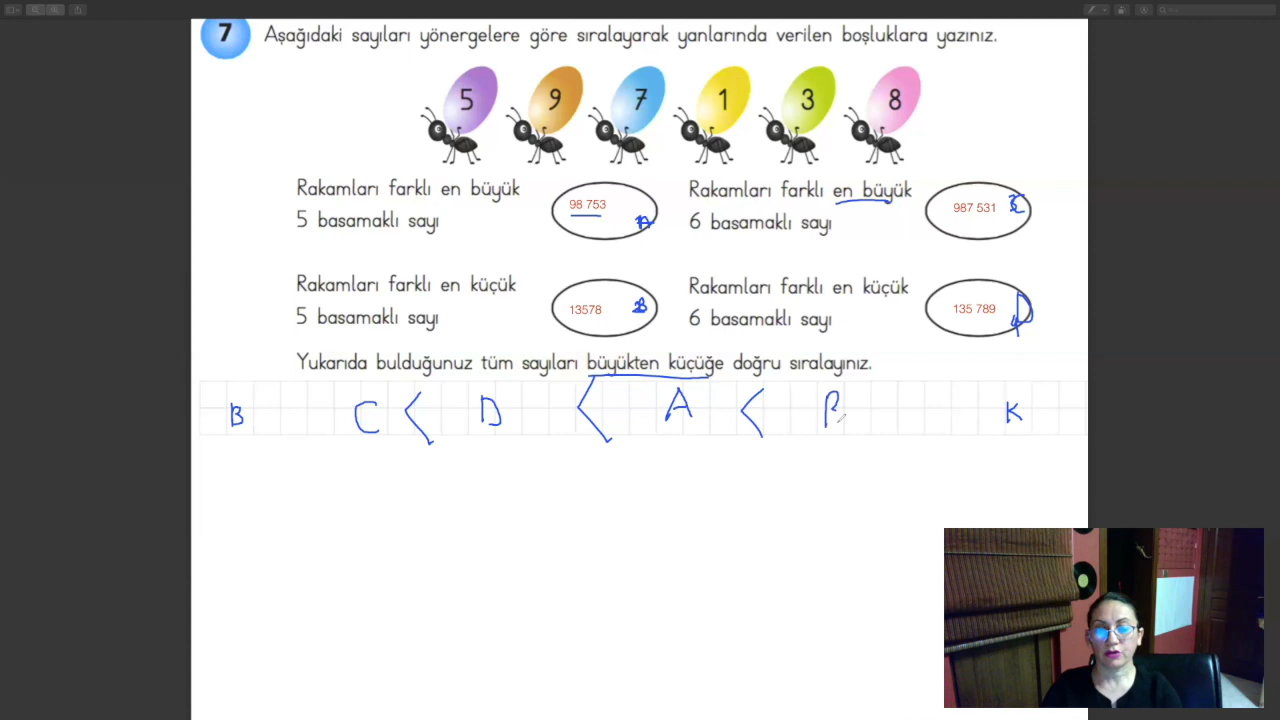 7 Aşağıdaki sayıları yönergelere göre sıralayarak yanlarında verilen boşluklara yazınız.
5 9 7 1 3 8
Rakamları farklı en büyük
5 basamaklı sayı
98 753 A
Rakamları farklı en büyük
6 basamaklı sayı
987 531 C
Rakamları farklı en küçük
5 basamaklı sayı
13578 B
Rakamları farklı en küçük
6 basamaklı sayı
135 789 D
Yukarıda bulduğunuz tüm sayıları büyükten küçüğe doğru sıralayınız.
B C < D < A < B K